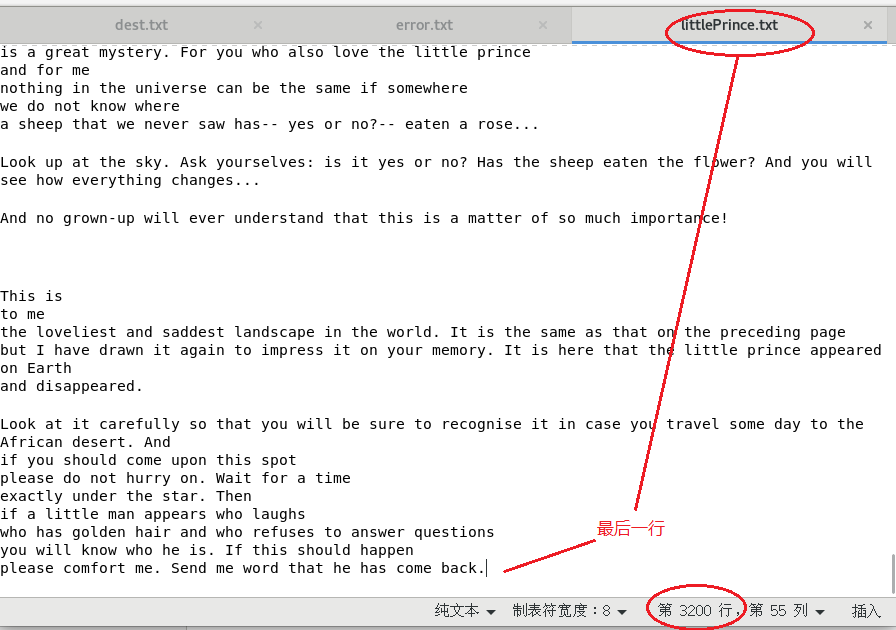 dest.txt × error.txt × littlePrince.txt ×
is a great mystery. For you who also love the little prince
and for me
nothing in the universe can be the same if somewhere
we do not know where
a sheep that we never saw has-- yes or no?-- eaten a rose...
Look up at the sky. Ask yourselves: is it yes or no? Has the sheep eaten the flower? And you will
see how everything changes...
And no grown-up will ever understand that this is a matter of so much importance!
This is
to me
the loveliest and saddest landscape in the world. It is the same as that on the preceding page
but I have drawn it again to impress it on your memory. It is here that the little prince appeared
on Earth
and disappeared.
Look at it carefully so that you will be sure to recognise it in case you travel some day to the
African desert. And
if you should come upon this spot
please do not hurry on. Wait for a time
exactly under the star. Then
if a little man appears who laughs
who has golden hair and who refuses to answer questions
you will know who he is. If this should happen
please comfort me. Send me word that he has come back.
最后一行
纯文本 制表符宽度：8 第 3200 行，第 55 列 插入